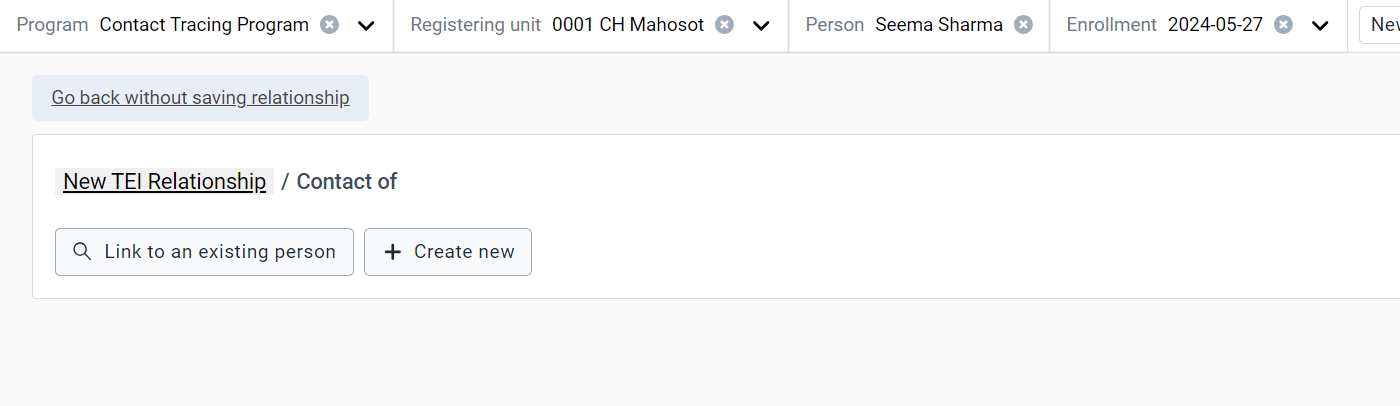 Program Contact Tracing Program Registering unit 0001 CH Mahosot Person Seema Sharma Enrollment 2024-05-27
Go back without saving relationship
New TEI Relationship / Contact of
Link to an existing person Create new